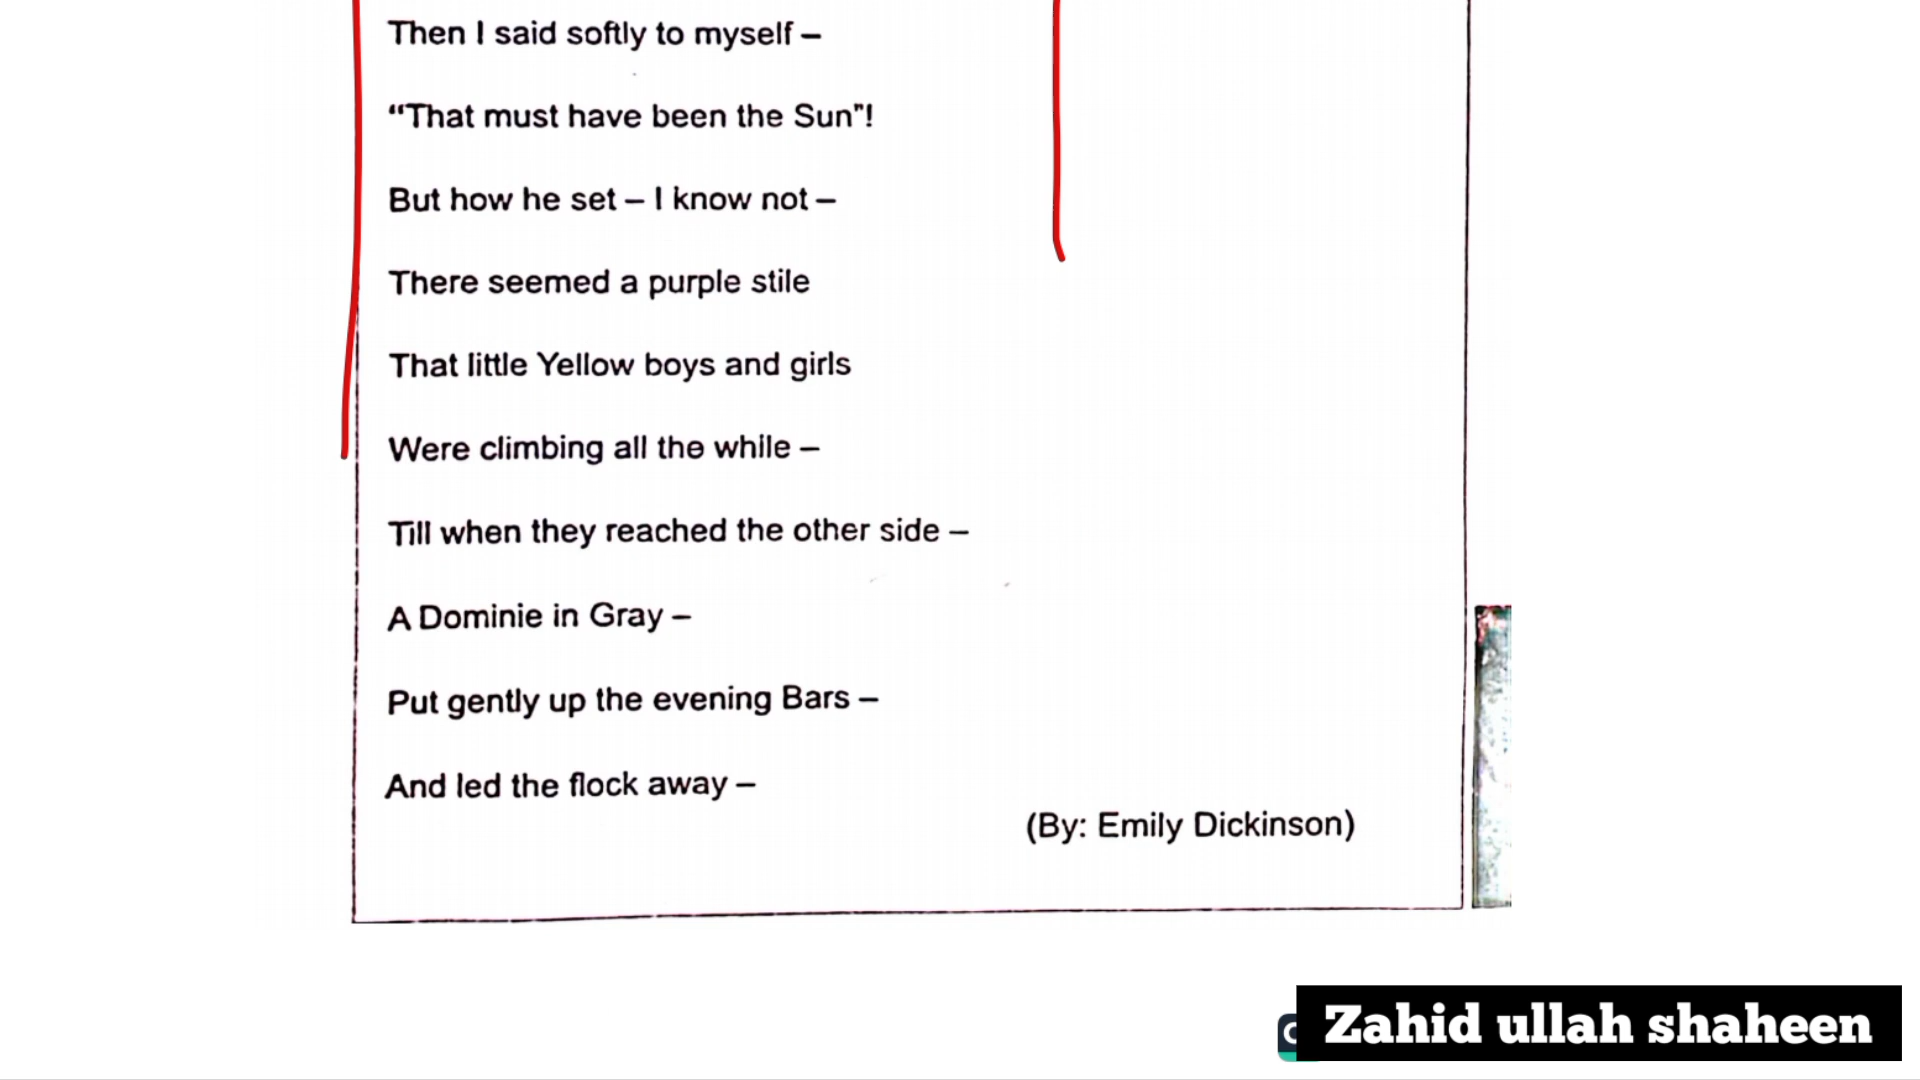 Then I said softly to myself –
“That must have been the Sun”!
But how he set – I know not –
There seemed a purple stile
That little Yellow boys and girls
Were climbing all the while –
Till when they reached the other side –
A Dominie in Gray –
Put gently up the evening Bars –
And led the flock away –
(By: Emily Dickinson)
Zahid ullah shaheen